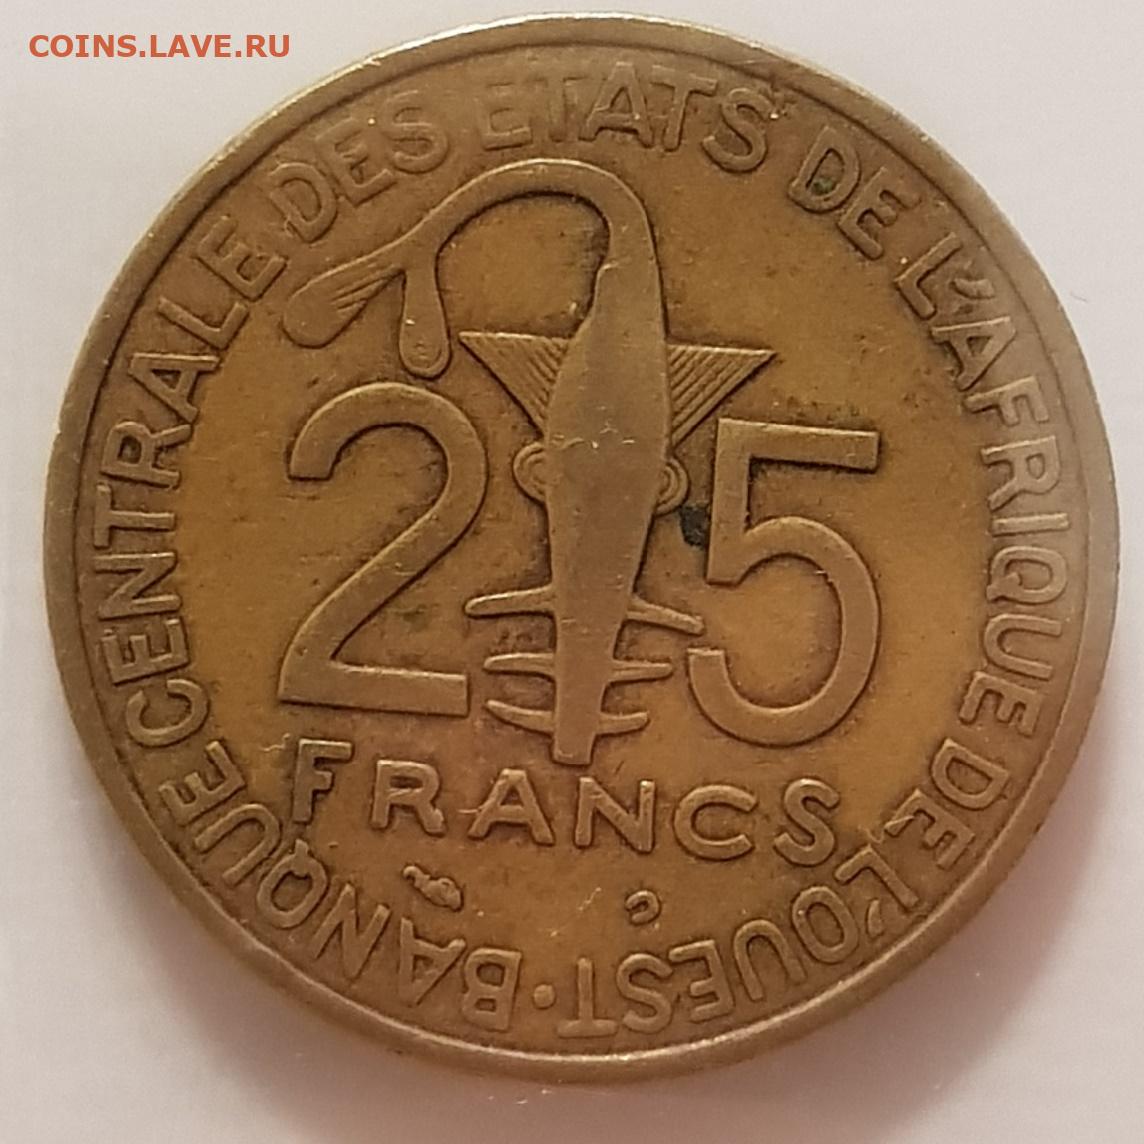 COINS.LAVE.RU
BANQUE CENTRALE DES ETATS DE L'AFRIQUE DE L'OUEST ·
25
FRANCS